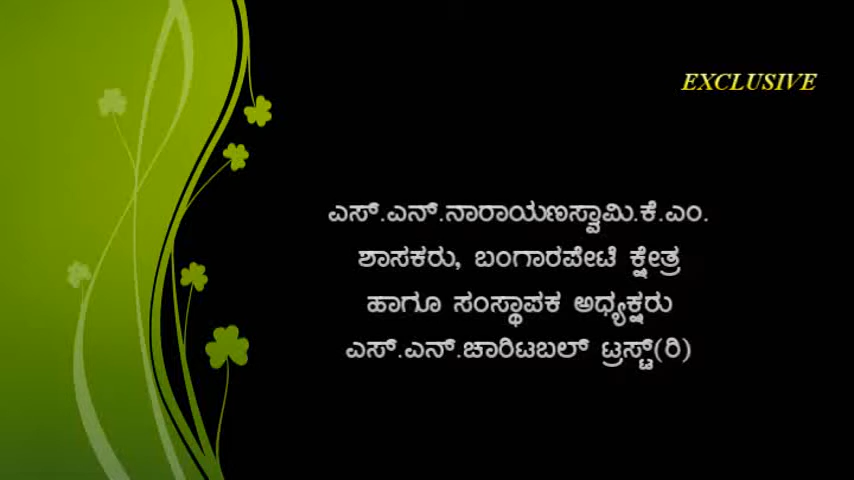 EXCLUSIVE
ಎಸ್.ಎನ್.ನಾರಾಯಣಸ್ವಾಮಿ.ಕೆ.ಎಂ.
ಶಾಸಕರು, ಬಂಗಾರಪೇಟೆ ಕ್ಷೇತ್ರ
ಹಾಗೂ ಸಂಸ್ಥಾಪಕ ಅಧ್ಯಕ್ಷರು
ಎಸ್.ಎನ್.ಚಾರಿಟಬಲ್ ಟ್ರಸ್ಟ್(ರಿ)